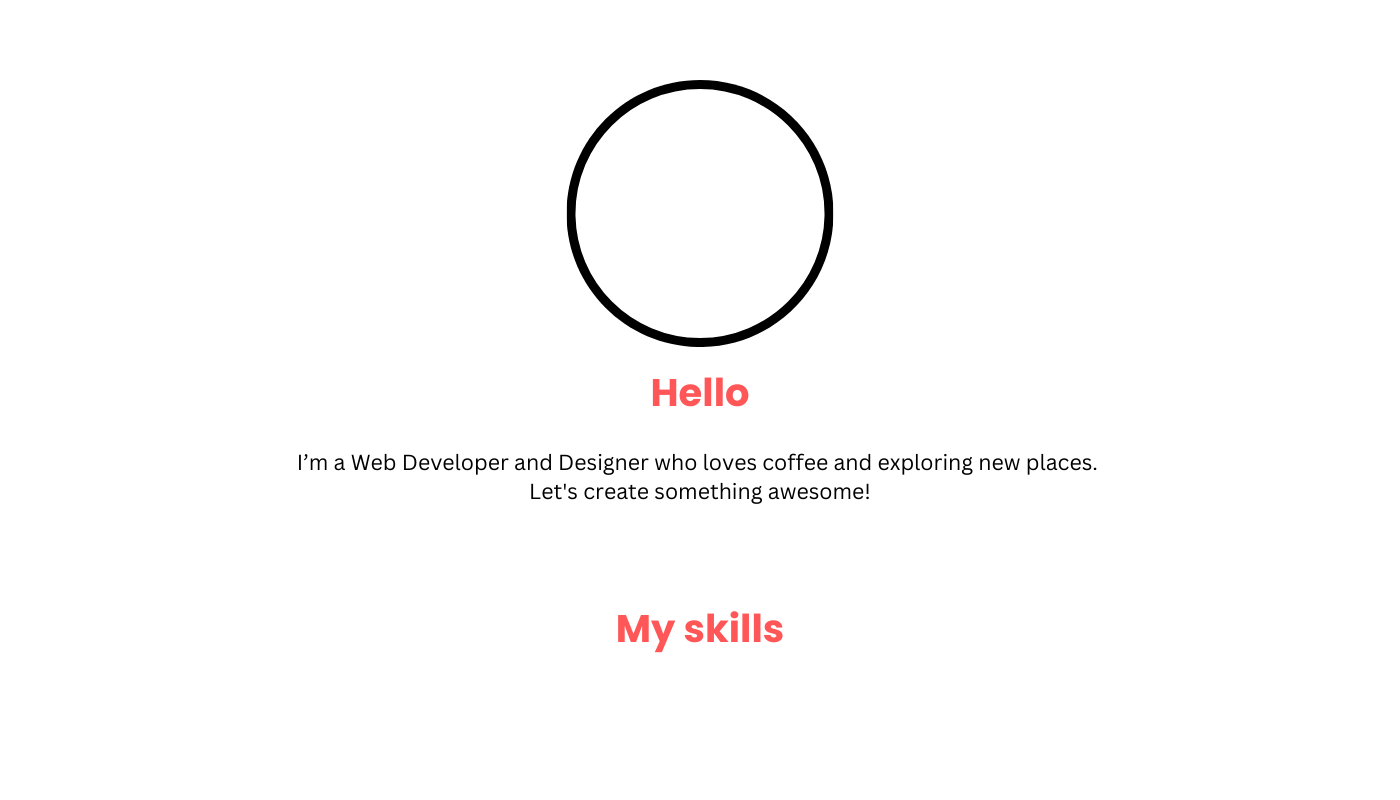 Hello
I’m a Web Developer and Designer who loves coffee and exploring new places.
Let's create something awesome!
My skills